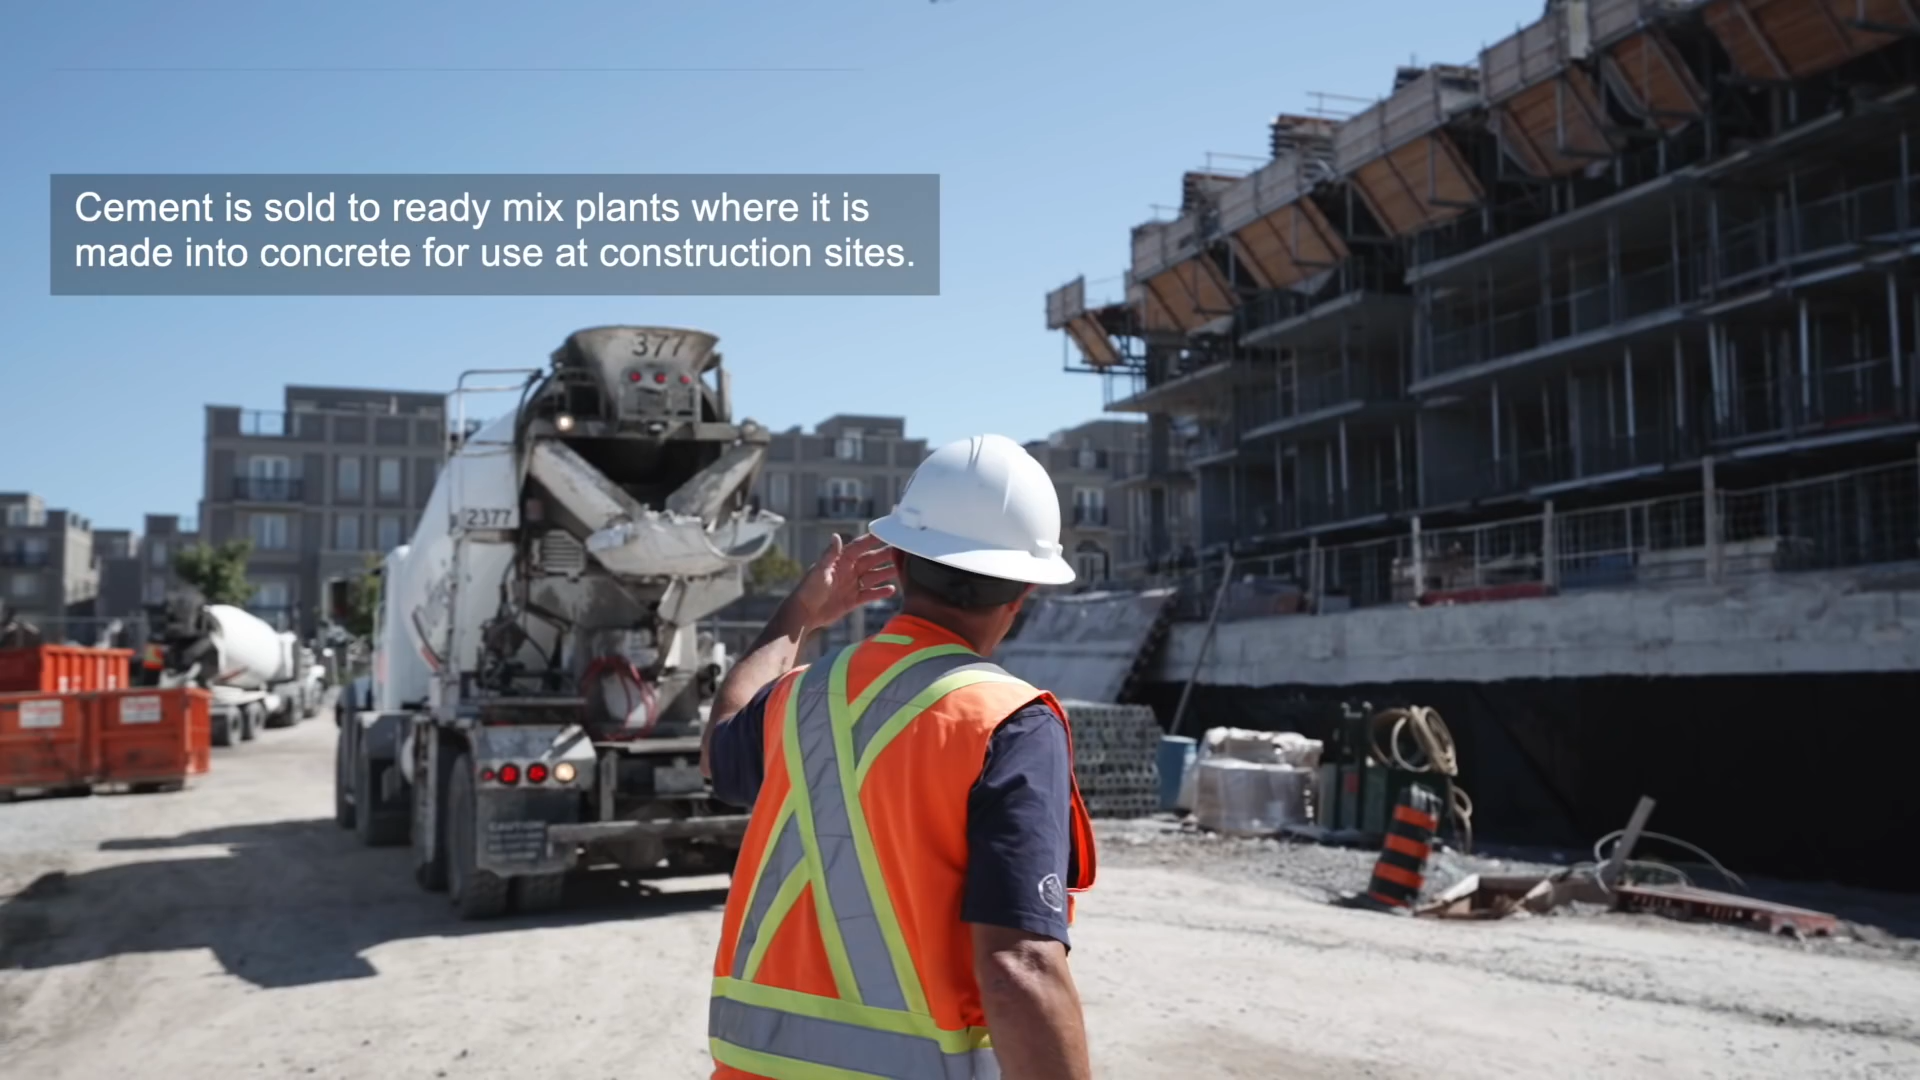 Cement is sold to ready mix plants where it is
made into concrete for use at construction sites.
377
2377
CAUTION